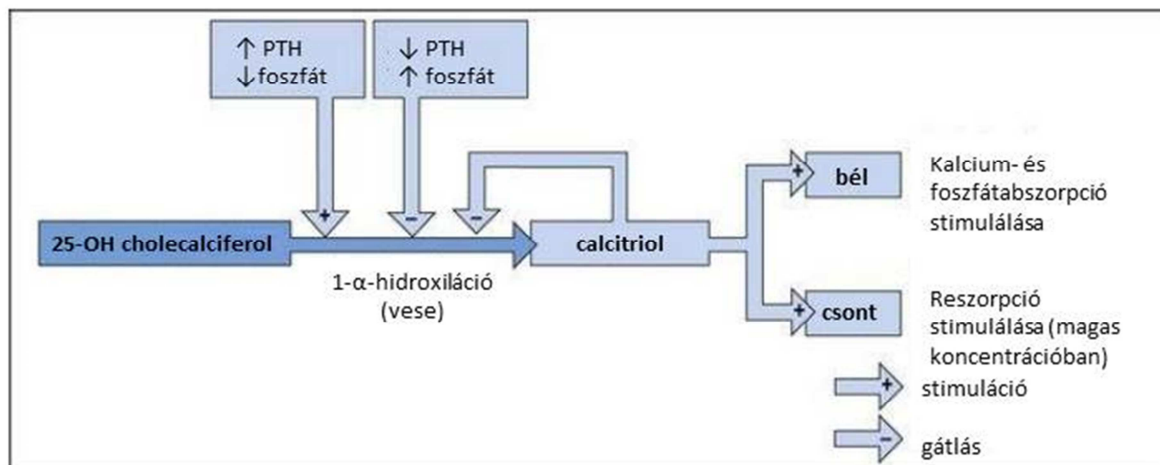 ↑ PTH
↓foszfát
↓ PTH
↑ foszfát
+
−
−
25-OH cholecalciferol
1-α-hidroxiláció
(vese)
calcitriol
+
bél
Kalcium- és
foszfátabszorpció
stimulálása
+
csont
Reszorpció
stimulálása (magas
koncentrációban)
+
stimuláció
−
gátlás